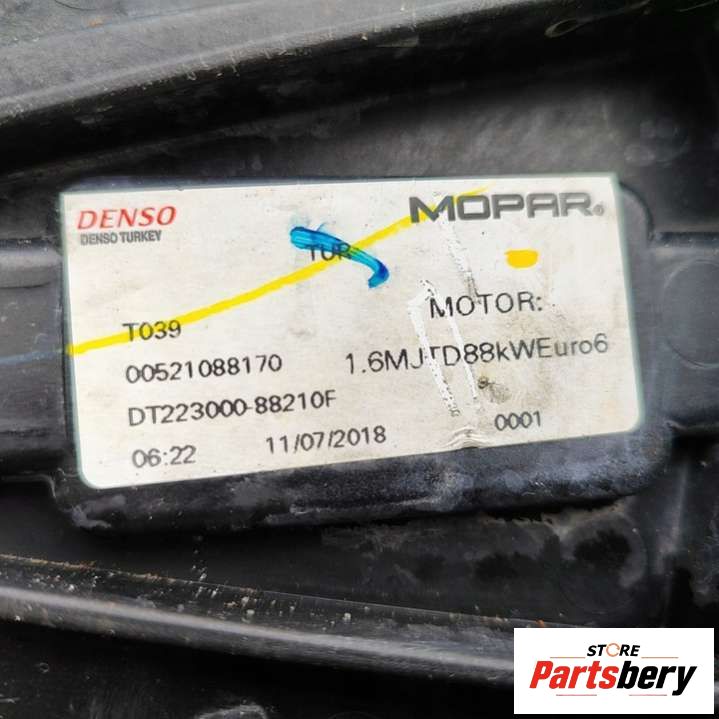 DENSO
DENSO TURKEY
MOPAR®
TUR
MOTOR:
T039
00521088170 1.6MJTD88kWEuro6
DT223000-88210F
06:22 11/07/2018 0001
STORE
Partsbery